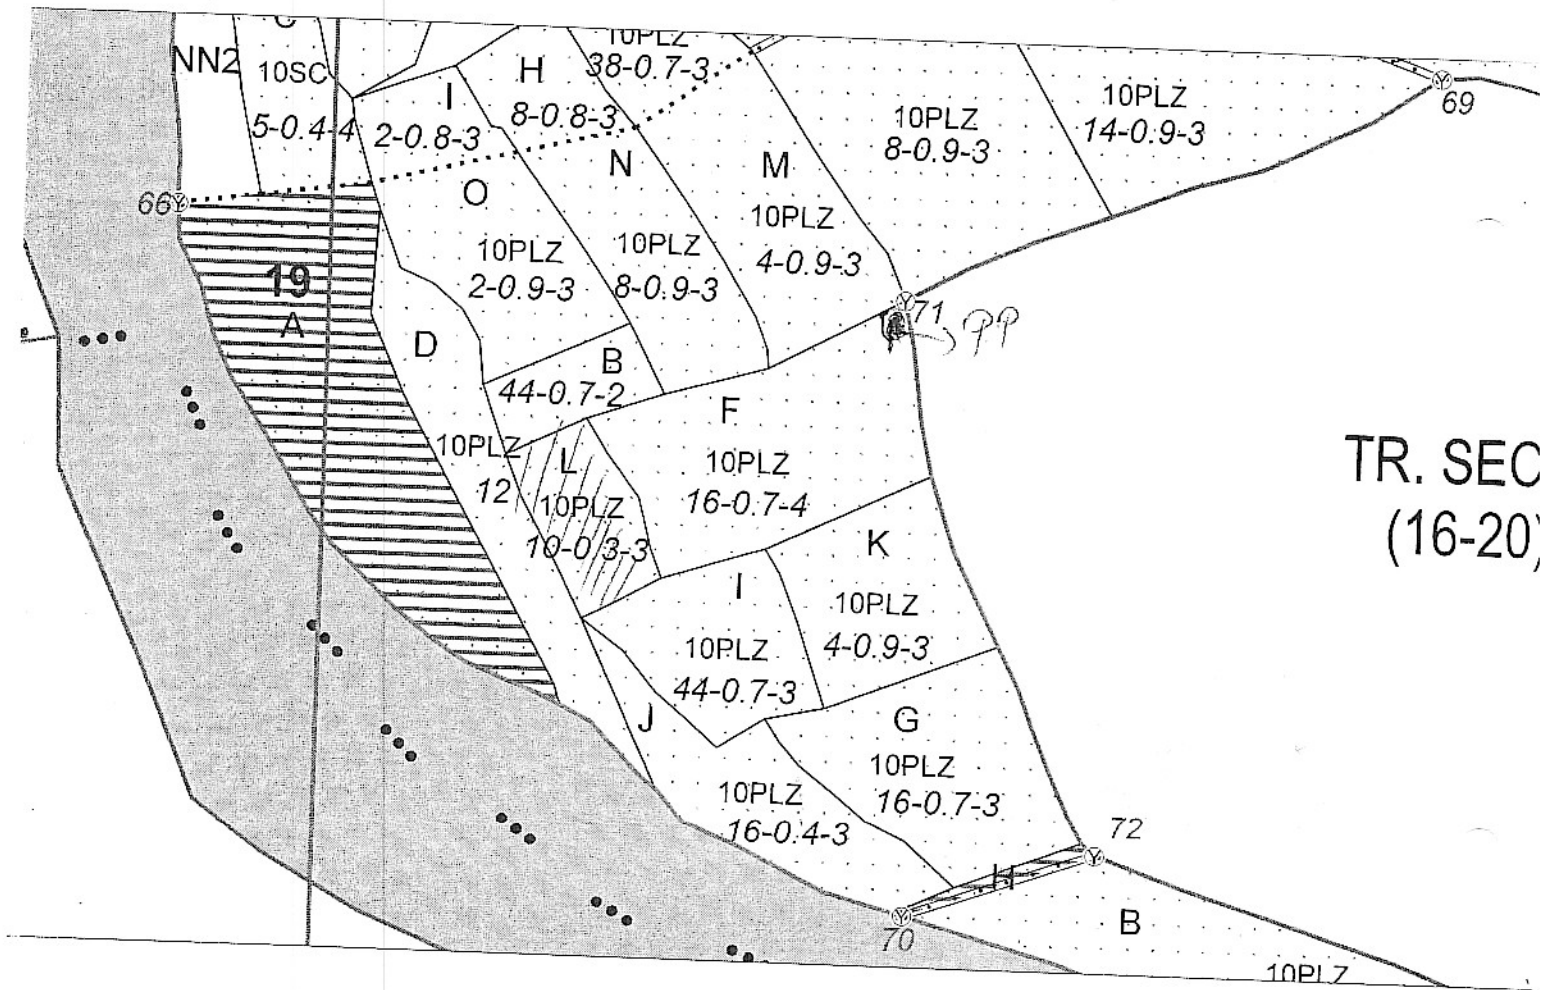 NN2
10SC
5-0.4-4
I
2-0.8-3
H
8-0.8-3
10PLZ
38-0.7-3
10PLZ
8-0.9-3
10PLZ
14-0.9-3
69
66
O
10PLZ
2-0.9-3
N
10PLZ
8-0.9-3
M
10PLZ
4-0.9-3
19
A
D
10PLZ
12
B
44-0.7-2
71
PP
F
10PLZ
16-0.7-4
L
10PLZ
10-0 3-3
K
10PLZ
4-0.9-3
I
10PLZ
44-0.7-3
TR. SEC
(16-20)
J
10PLZ
16-0.4-3
G
10PLZ
16-0.7-3
72
H
70
B
10PLZ